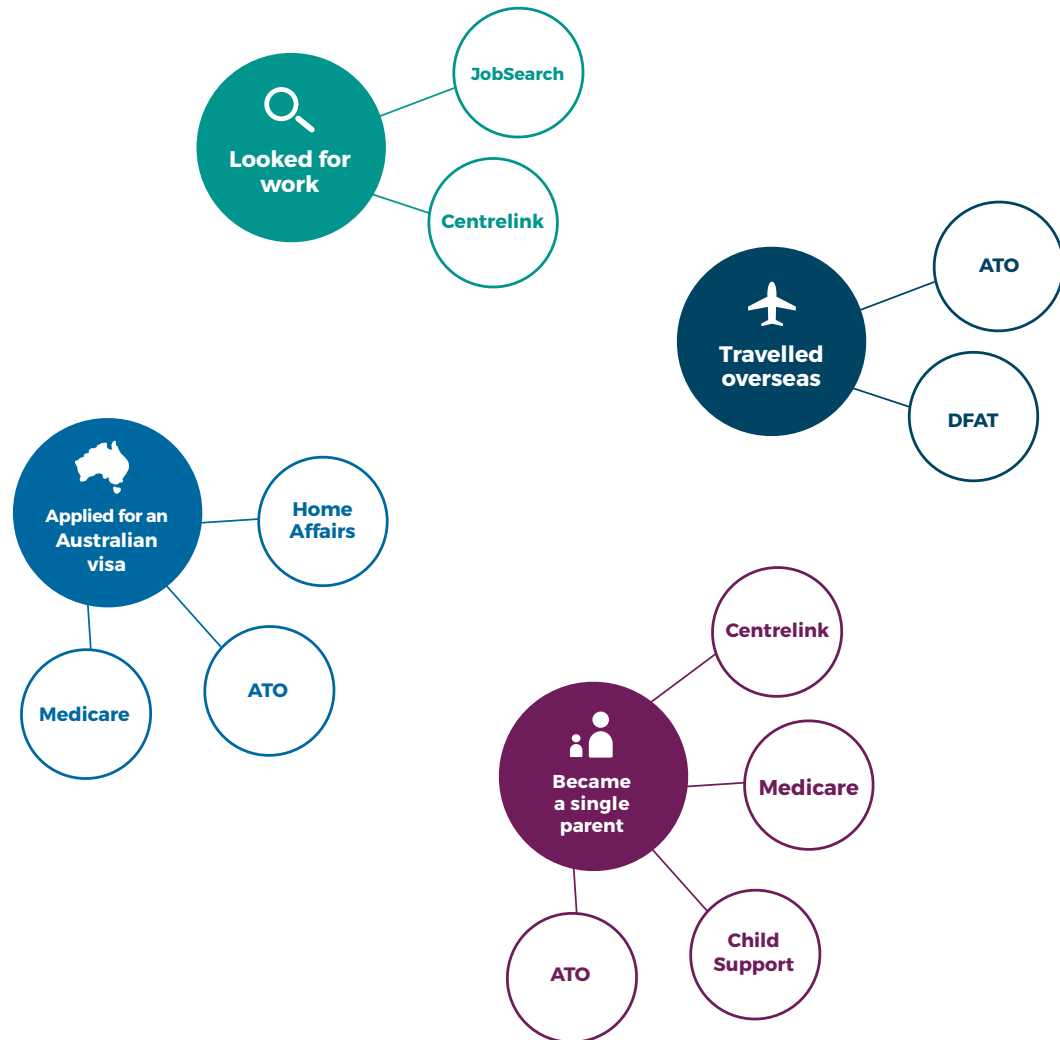 JobSearch
Looked for
work
Centrelink
ATO
Travelled
overseas
DFAT
Applied for an
Australian
visa
Home
Affairs
Medicare
ATO
Centrelink
Became
a single
parent
Medicare
Child
Support
ATO